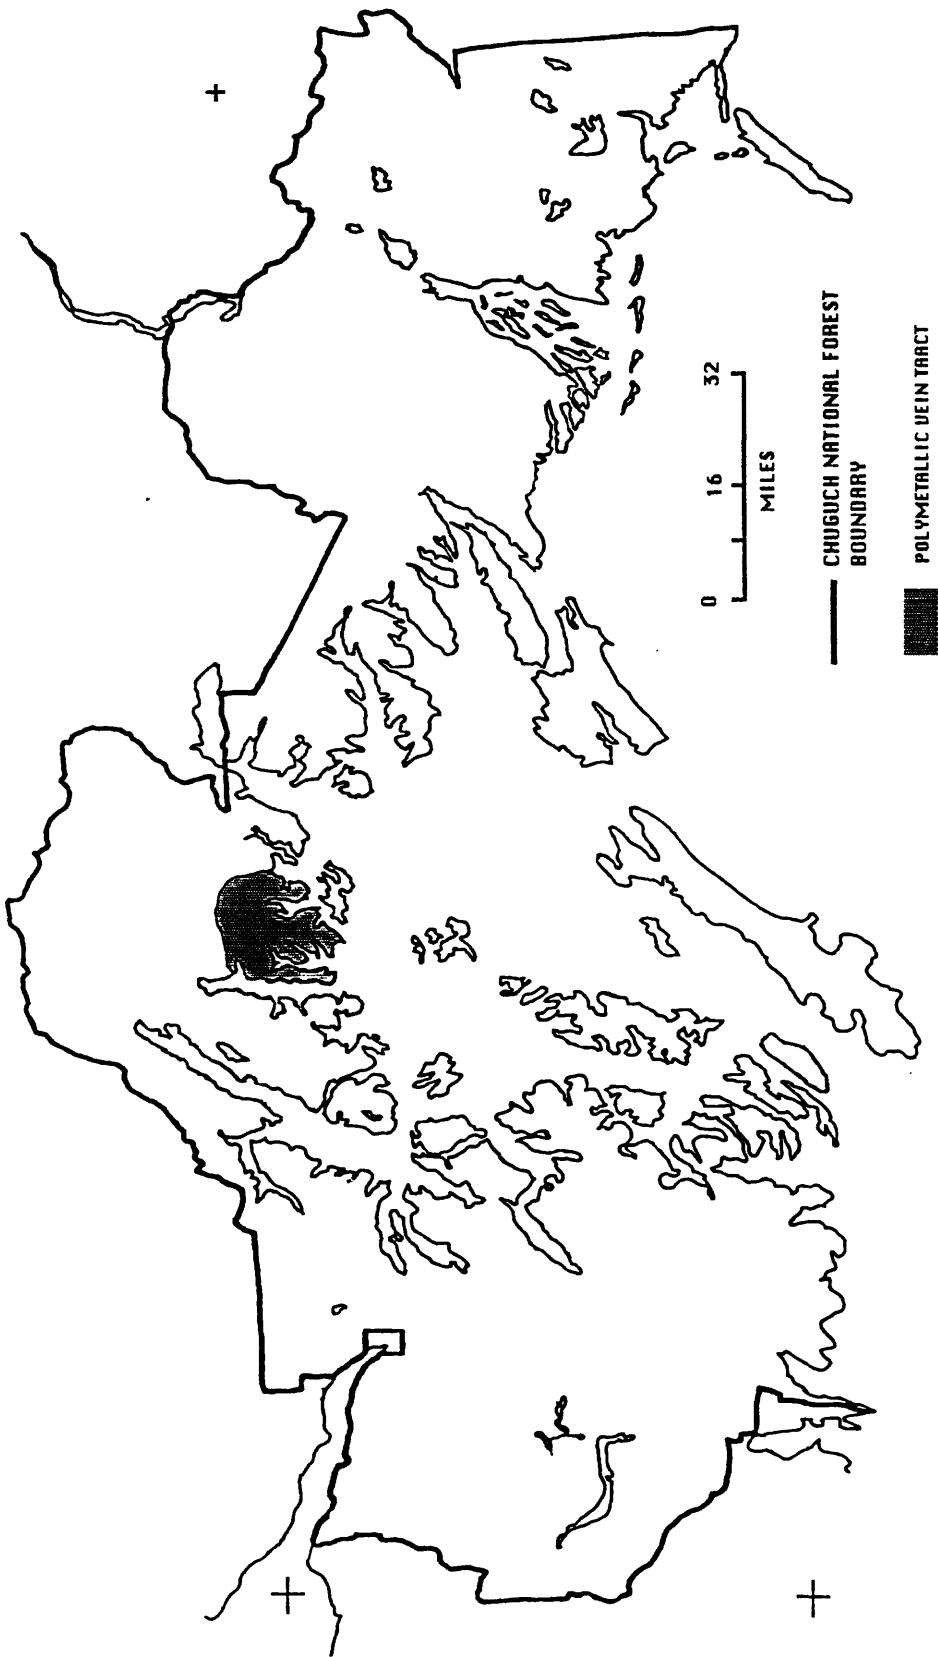 0 16 32
MILES
CHUGUCH NATIONAL FOREST
BOUNDARY
POLYMETALLIC VEIN TRACT